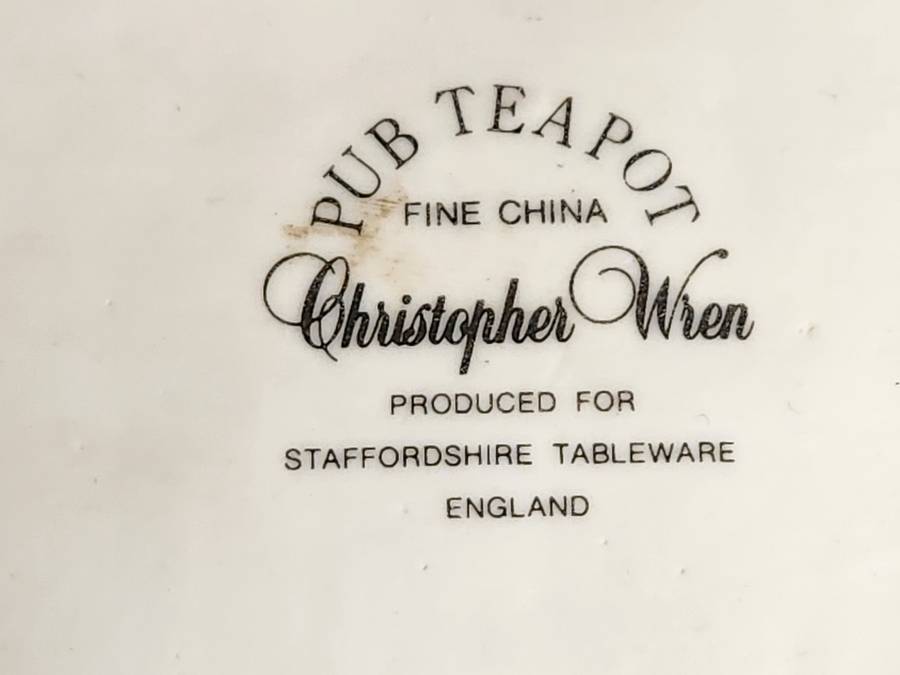 PUB TEAPOT
FINE CHINA
Christopher Wren
PRODUCED FOR
STAFFORDSHIRE TABLEWARE
ENGLAND